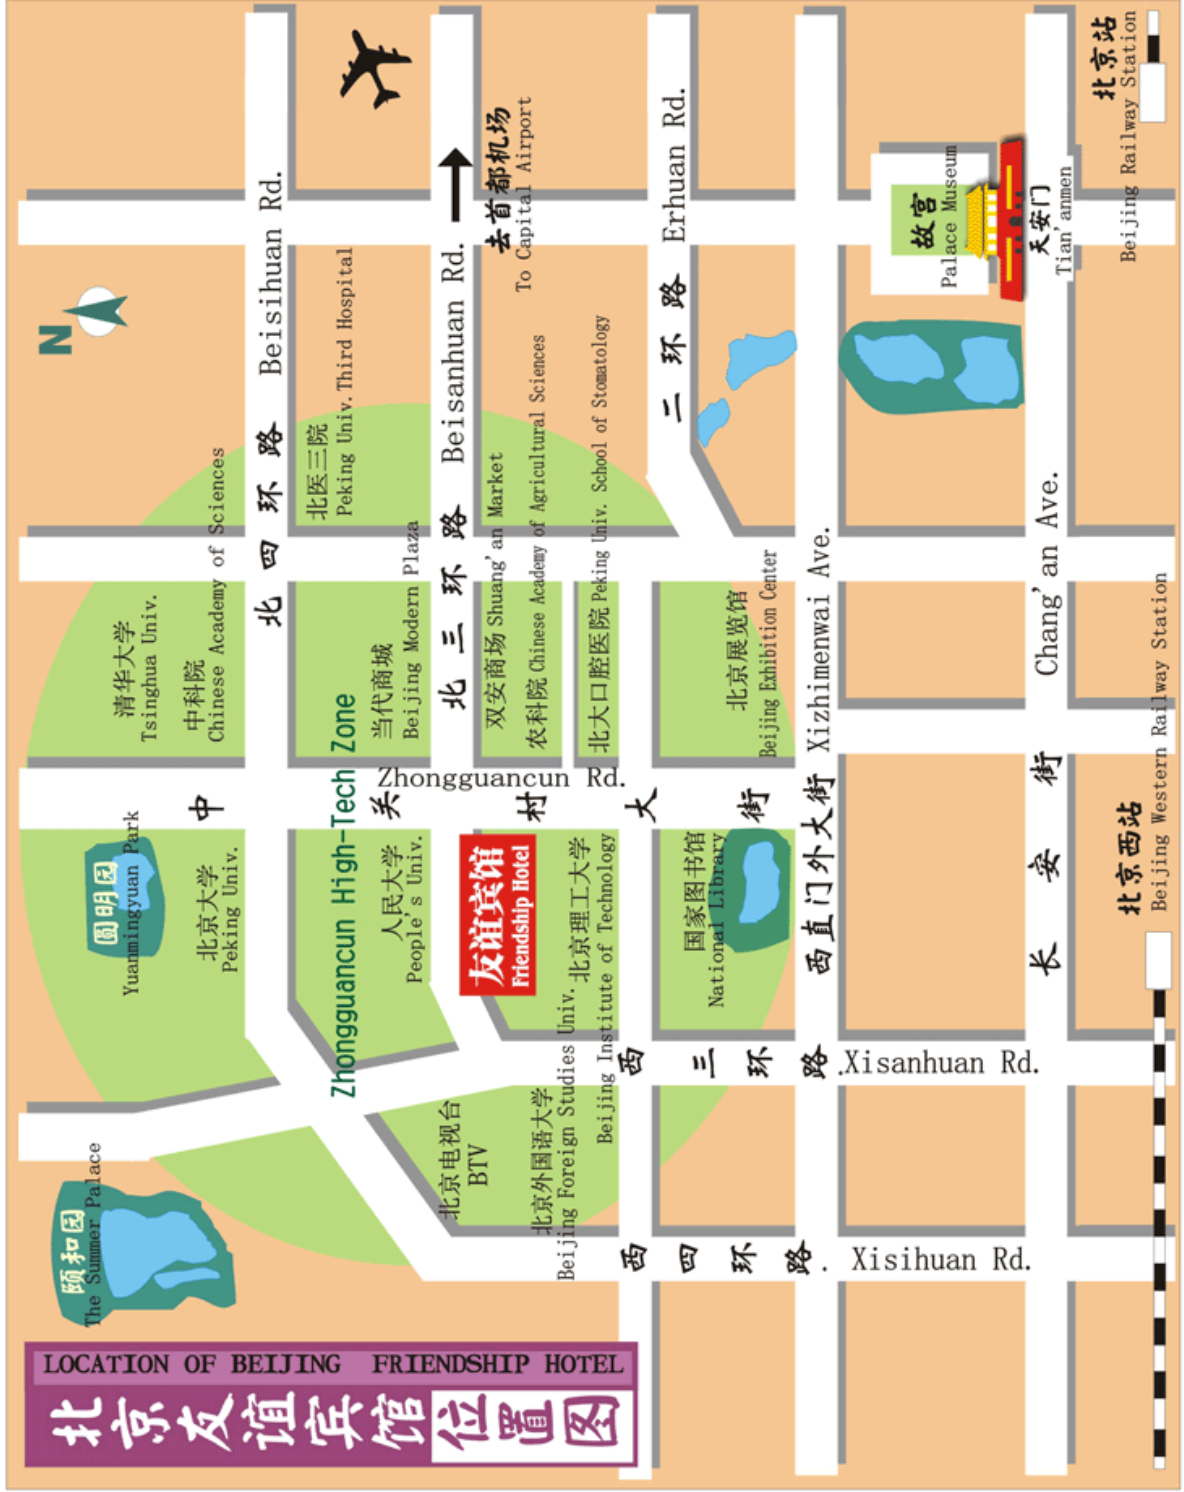 北京友谊宾馆位置图
LOCATION OF BEIJING FRIENDSHIP HOTEL
N
颐和园
The Summer Palace
圆明园
Yuanmingyuan Park
清华大学
Tsinghua Univ.
中科院
Chinese Academy of Sciences
北京大学
Peking Univ.
北四环路 Beisihuan Rd.
北医三院
Peking Univ. Third Hospital
Zhongguancun High-Tech Zone
当代商城
Beijing Modern Plaza
人民大学
People's Univ.
中关村大街
Zhongguancun Rd.
北京电视台
BTV
北三环路 Beisanhuan Rd.
去首都机场
To Capital Airport
友谊宾馆
Friendship Hotel
双安商场 Shuang'an Market
农科院 Chinese Academy of Agricultural Sciences
北大口腔医院 Peking Univ. School of Stomatology
北京外国语大学
Beijing Foreign Studies Univ.
北京理工大学
Beijing Institute of Technology
二环路 Erhuan Rd.
国家图书馆
National Library
北京展览馆
Beijing Exhibition Center
西三环路.
Xisanhuan Rd.
西四环路.
Xisihuan Rd.
西直门外大街 Xizhimenwai Ave.
故宫
Palace Museum
天安门
Tian'anmen
长安街 Chang'an Ave.
北京站
Beijing Railway Station
北京西站
Beijing Western Railway Station